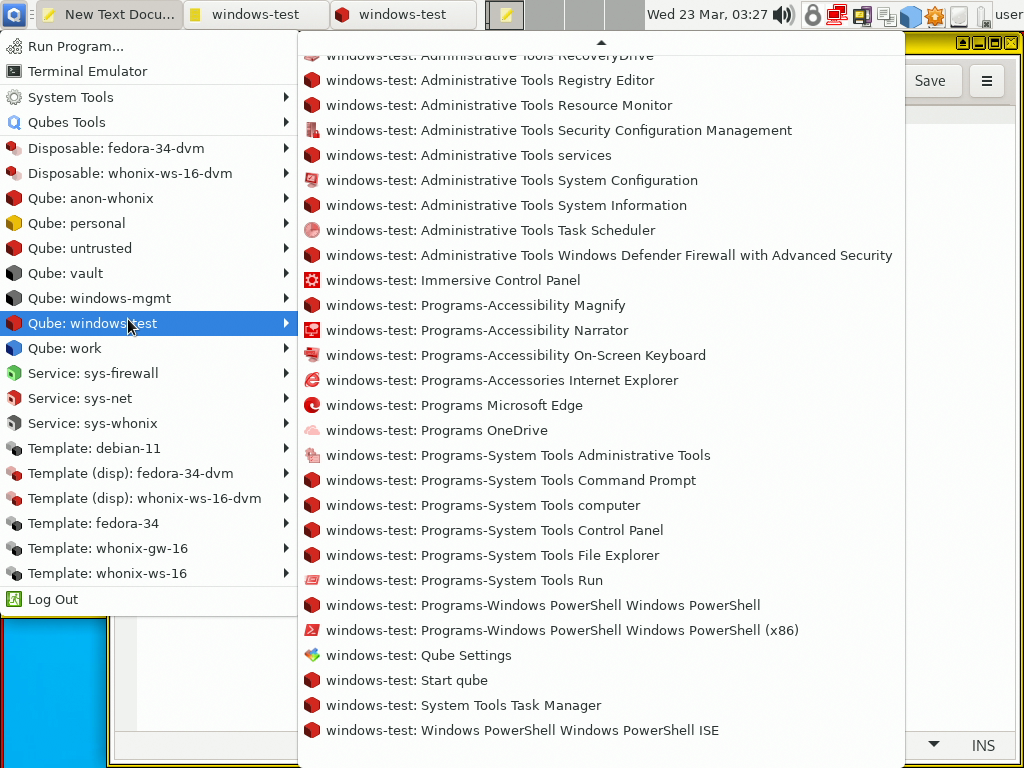 New Text Docu...
windows-test
windows-test
Wed 23 Mar, 03:27
user
Run Program...
Terminal Emulator
System Tools
Qubes Tools
Disposable: fedora-34-dvm
Disposable: whonix-ws-16-dvm
Qube: anon-whonix
Qube: personal
Qube: untrusted
Qube: vault
Qube: windows-mgmt
Qube: windows-test
Qube: work
Service: sys-firewall
Service: sys-net
Service: sys-whonix
Template: debian-11
Template (disp): fedora-34-dvm
Template (disp): whonix-ws-16-dvm
Template: fedora-34
Template: whonix-gw-16
Template: whonix-ws-16
Log Out
windows-test: Administrative Tools RecoveryDrive
windows-test: Administrative Tools Registry Editor
windows-test: Administrative Tools Resource Monitor
windows-test: Administrative Tools Security Configuration Management
windows-test: Administrative Tools services
windows-test: Administrative Tools System Configuration
windows-test: Administrative Tools System Information
windows-test: Administrative Tools Task Scheduler
windows-test: Administrative Tools Windows Defender Firewall with Advanced Security
windows-test: Immersive Control Panel
windows-test: Programs-Accessibility Magnify
windows-test: Programs-Accessibility Narrator
windows-test: Programs-Accessibility On-Screen Keyboard
windows-test: Programs-Accessories Internet Explorer
windows-test: Programs Microsoft Edge
windows-test: Programs OneDrive
windows-test: Programs-System Tools Administrative Tools
windows-test: Programs-System Tools Command Prompt
windows-test: Programs-System Tools computer
windows-test: Programs-System Tools Control Panel
windows-test: Programs-System Tools File Explorer
windows-test: Programs-System Tools Run
windows-test: Programs-Windows PowerShell Windows PowerShell
windows-test: Programs-Windows PowerShell Windows PowerShell (x86)
windows-test: Qube Settings
windows-test: Start qube
windows-test: System Tools Task Manager
windows-test: Windows PowerShell Windows PowerShell ISE
Save
INS